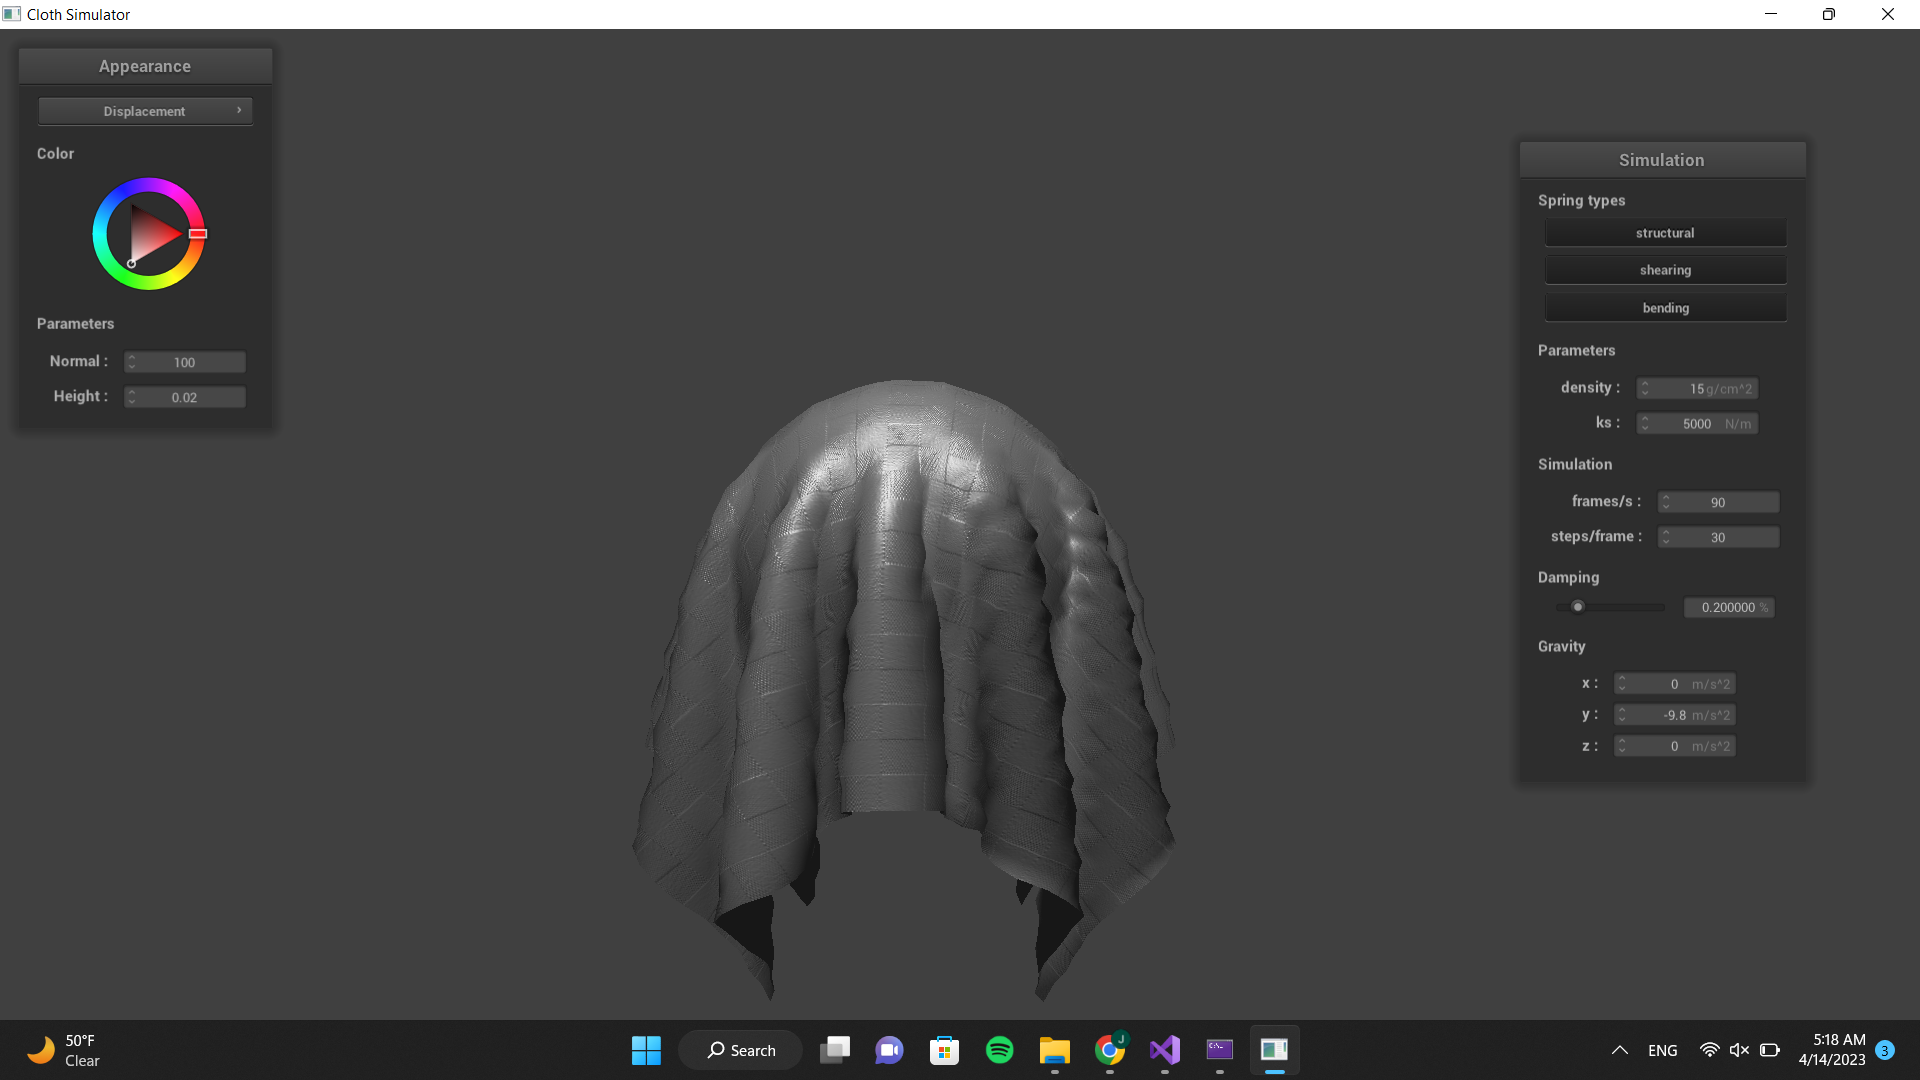 Cloth Simulator
Appearance
Displacement
Color
Parameters
Normal : 100
Height : 0.02
Simulation
Spring types
structural
shearing
bending
Parameters
density : 15 g/cm^2
ks : 5000 N/m
Simulation
frames/s : 90
steps/frame : 30
Damping
0.200000 %
Gravity
x : 0 m/s^2
y : -9.8 m/s^2
z : 0 m/s^2
50°F
Clear
Search
J
C:\_
ENG
5:18 AM
4/14/2023
3